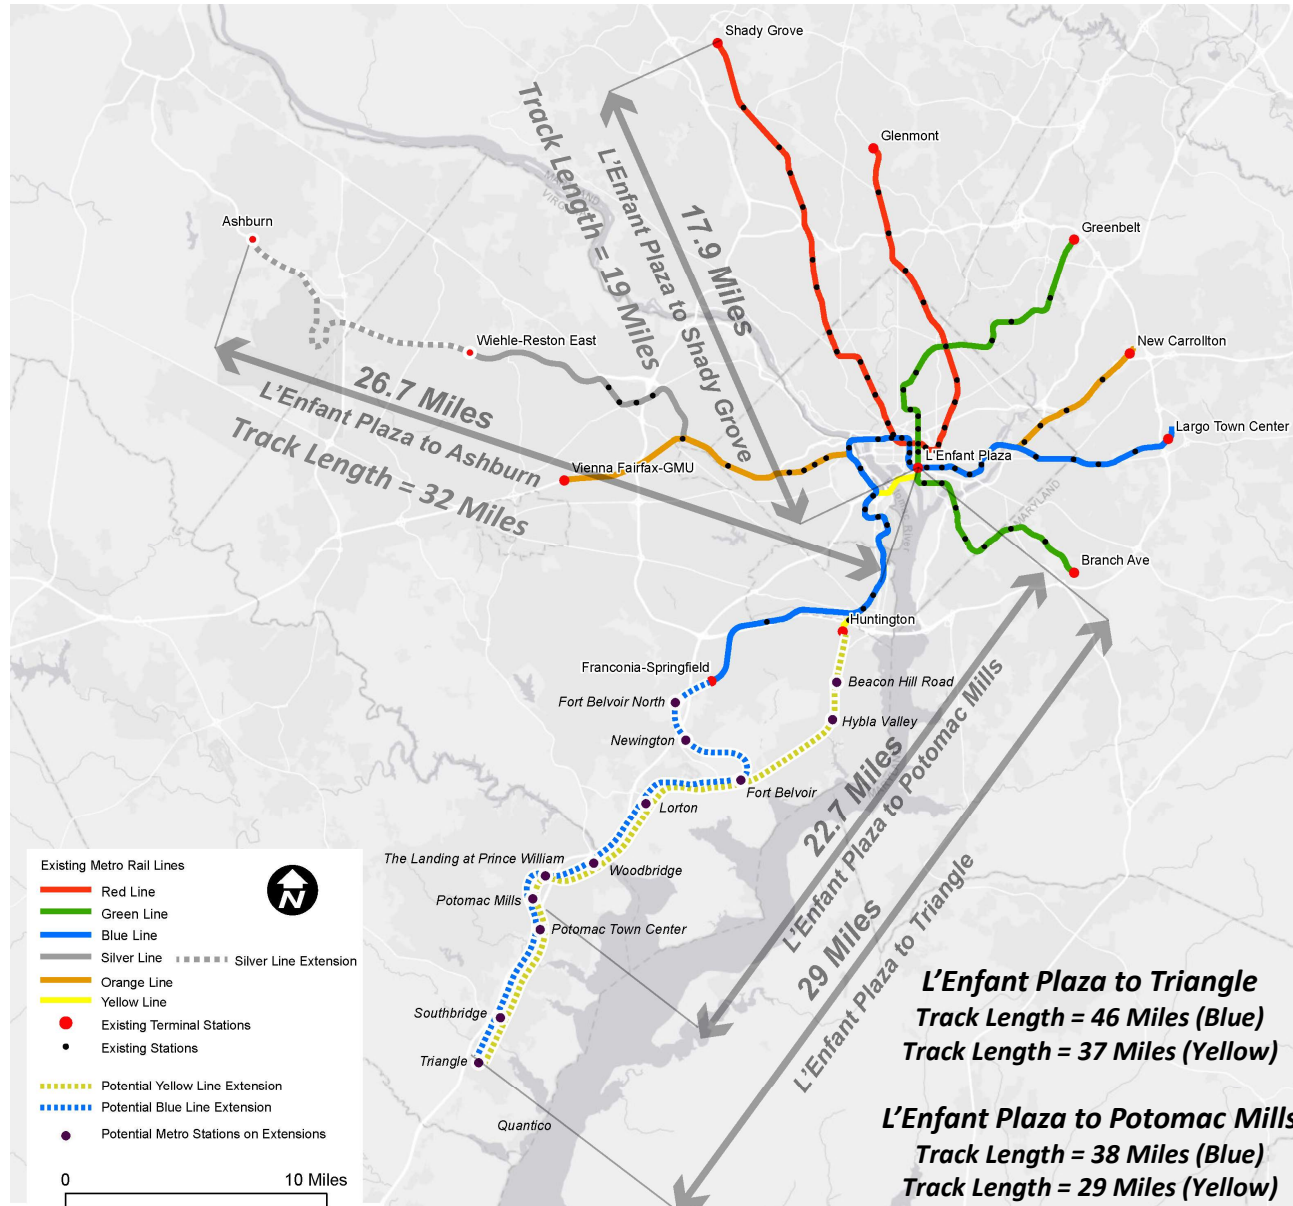 Shady Grove
Glenmont
Greenbelt
Ashburn
Track Length = 19 Miles
L'Enfant Plaza to Shady Grove
17.9 Miles
MARYLAND
New Carrollton
Wiehle-Reston East
26.7 Miles
L'Enfant Plaza to Ashburn
Track Length = 32 Miles
Vienna Fairfax-GMU
Largo Town Center
L'Enfant Plaza
River
MARYLAND
Branch Ave
Huntington
Franconia-Springfield
Beacon Hill Road
Fort Belvoir North
Hybla Valley
Newington
Fort Belvoir
Lorton
22.7 Miles
L'Enfant Plaza to Potomac Mills
29 Miles
L'Enfant Plaza to Triangle
The Landing at Prince William
Woodbridge
Potomac Mills
Potomac Town Center
Southbridge
Triangle
Quantico
Existing Metro Rail Lines
N
Red Line
Green Line
Blue Line
Silver Line
Silver Line Extension
Orange Line
Yellow Line
Existing Terminal Stations
Existing Stations
Potential Yellow Line Extension
Potential Blue Line Extension
Potential Metro Stations on Extensions
0 10 Miles
L'Enfant Plaza to Triangle
Track Length = 46 Miles (Blue)
Track Length = 37 Miles (Yellow)
L'Enfant Plaza to Potomac Mills
Track Length = 38 Miles (Blue)
Track Length = 29 Miles (Yellow)